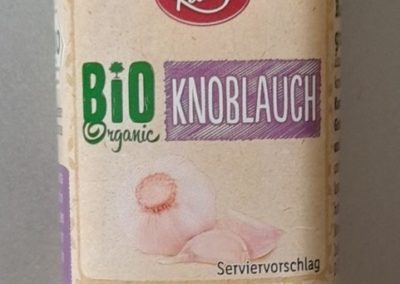 BiO
Organic
KNOBLAUCH
Serviervorschlag